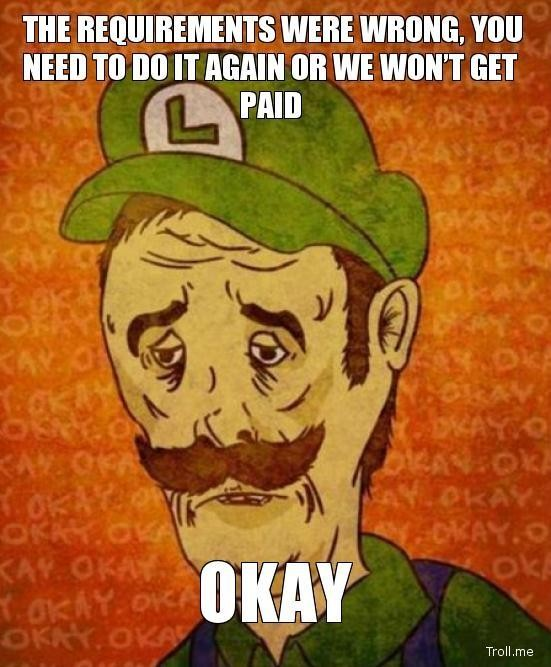 THE REQUIREMENTS WERE WRONG, YOU
NEED TO DO IT AGAIN OR WE WON'T GET
PAID
L
OKAY
Troll.me